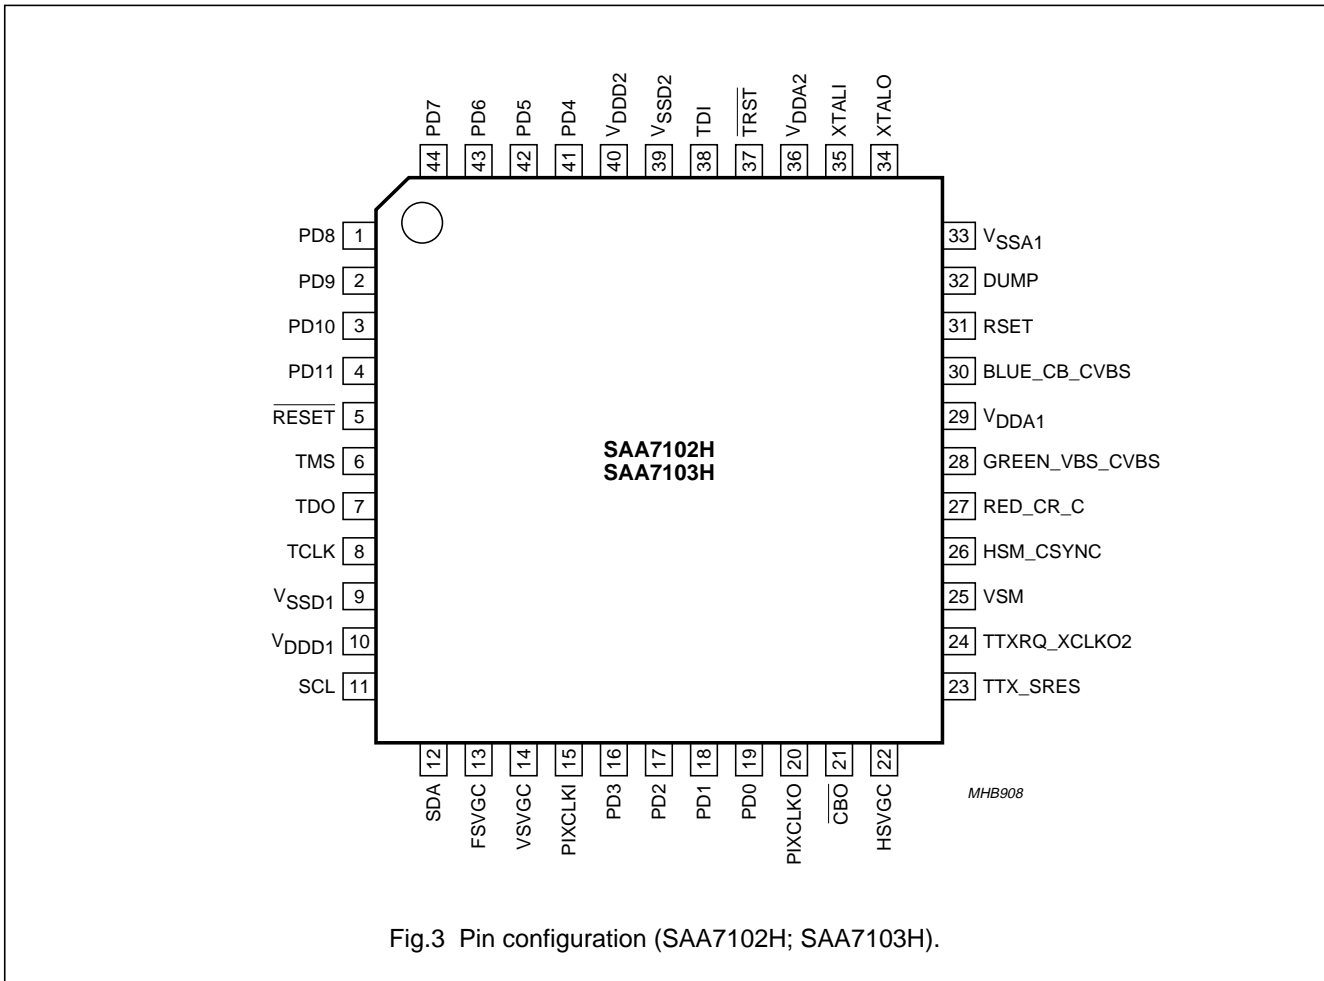 PD7 PD6 PD5 PD4 VDDD2 VSSD2 TDI TRST VDDA2 XTALI XTALO
44 43 42 41 40 39 38 37 36 35 34
PD8 1
PD9 2
PD10 3
PD11 4
RESET 5
TMS 6
TDO 7
TCLK 8
VSSD1 9
VDDD1 10
SCL 11
SAA7102H
SAA7103H
33 VSSA1
32 DUMP
31 RSET
30 BLUE_CB_CVBS
29 VDDA1
28 GREEN_VBS_CVBS
27 RED_CR_C
26 HSM_CSYNC
25 VSM
24 TTXRQ_XCLKO2
23 TTX_SRES
12 13 14 15 16 17 18 19 20 21 22
SDA FSVGC VSVGC PIXCLKI PD3 PD2 PD1 PD0 PIXCLKO CBO HSVGC
MHB908
Fig.3 Pin configuration (SAA7102H; SAA7103H).